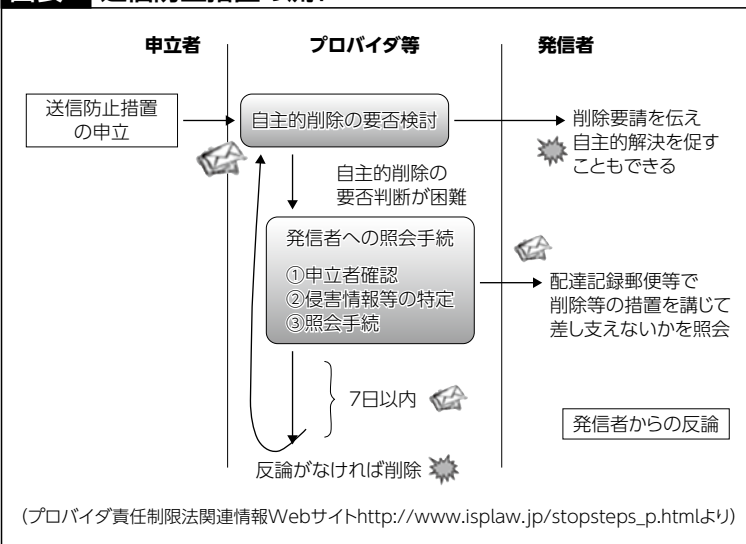 申立者
プロバイダ等
発信者
送信防止措置
の申立
自主的削除の要否検討
削除要請を伝え
自主的解決を促す
こともできる
自主的削除の
要否判断が困難
発信者への照会手続
①申立者確認
②侵害情報等の特定
③照会手続
配達記録郵便等で
削除等の措置を講じて
差し支えないかを照会
7日以内
発信者からの反論
反論がなければ削除
(プロバイダ責任制限法関連情報Webサイトhttp://www.isplaw.jp/stopsteps_p.htmlより)